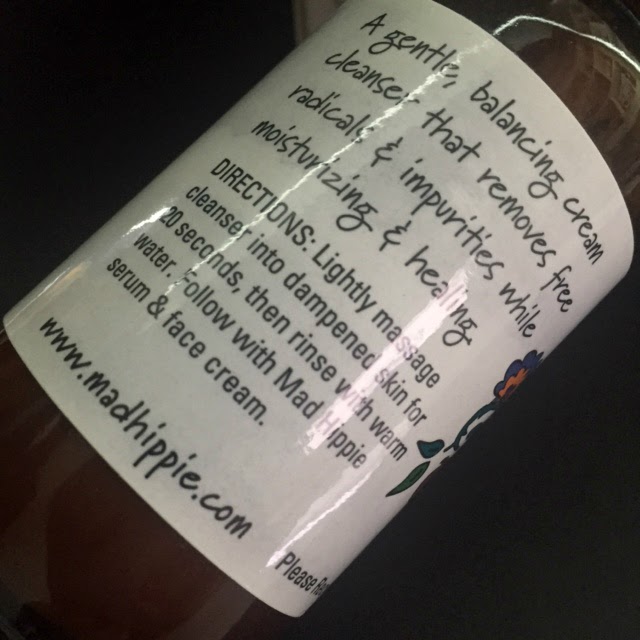 A gentle, balancing cream
cleanser that removes free
radicals & impurities while
moisturizing & healing
DIRECTIONS: Lightly massage
cleanser into dampened skin for
20 seconds, then rinse with warm
water. Follow with Mad Hippie
serum & face cream.
www.madhippie.com
Please